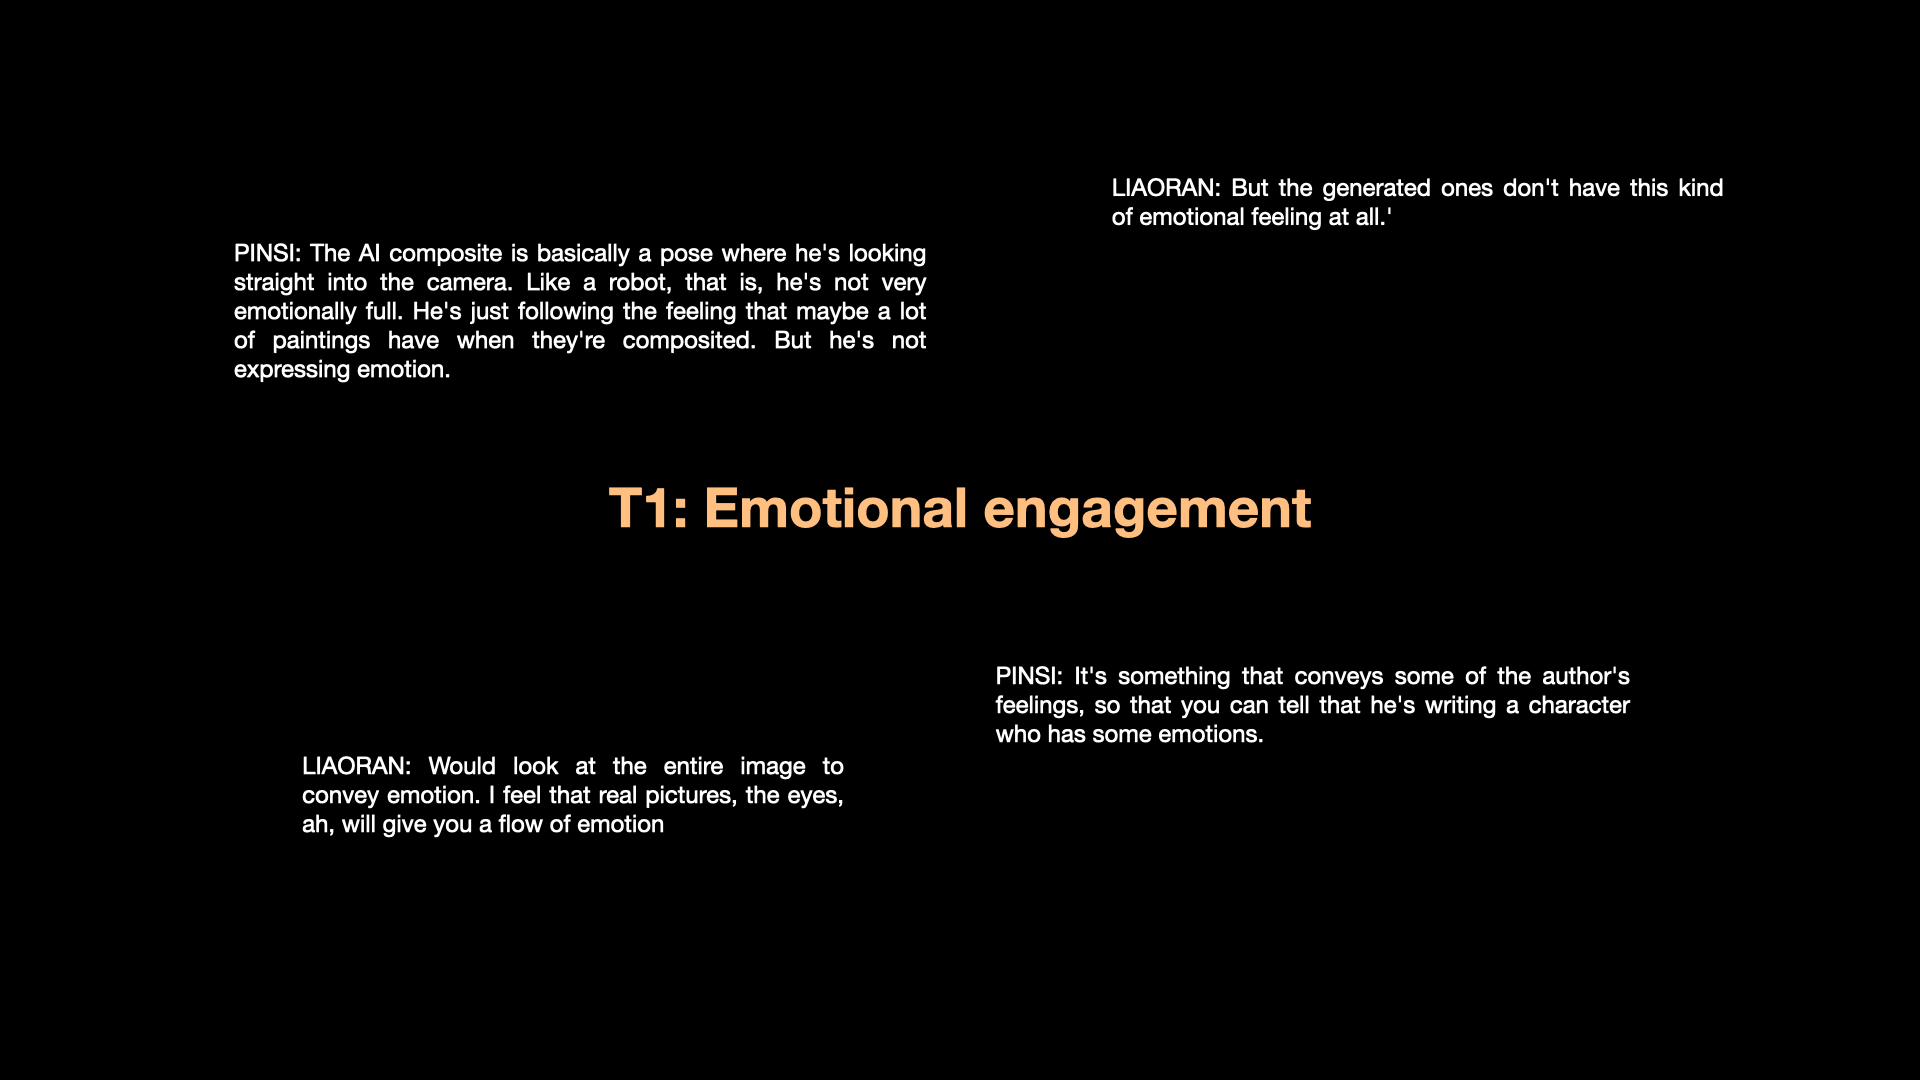 LIAORAN: But the generated ones don't have this kind
of emotional feeling at all.'
PINSI: The AI composite is basically a pose where he's looking
straight into the camera. Like a robot, that is, he's not very
emotionally full. He's just following the feeling that maybe a lot
of paintings have when they're composited. But he's not
expressing emotion.
T1: Emotional engagement
PINSI: It's something that conveys some of the author's
feelings, so that you can tell that he's writing a character
who has some emotions.
LIAORAN: Would look at the entire image to
convey emotion. I feel that real pictures, the eyes,
ah, will give you a flow of emotion